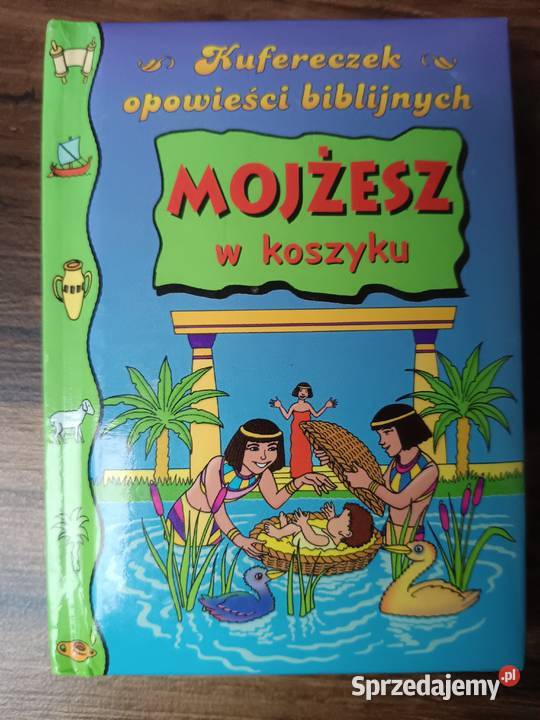 Kufereczek
opowieści biblijnych
MOJŻESZ
w koszyku
Sprzedajemy.pl